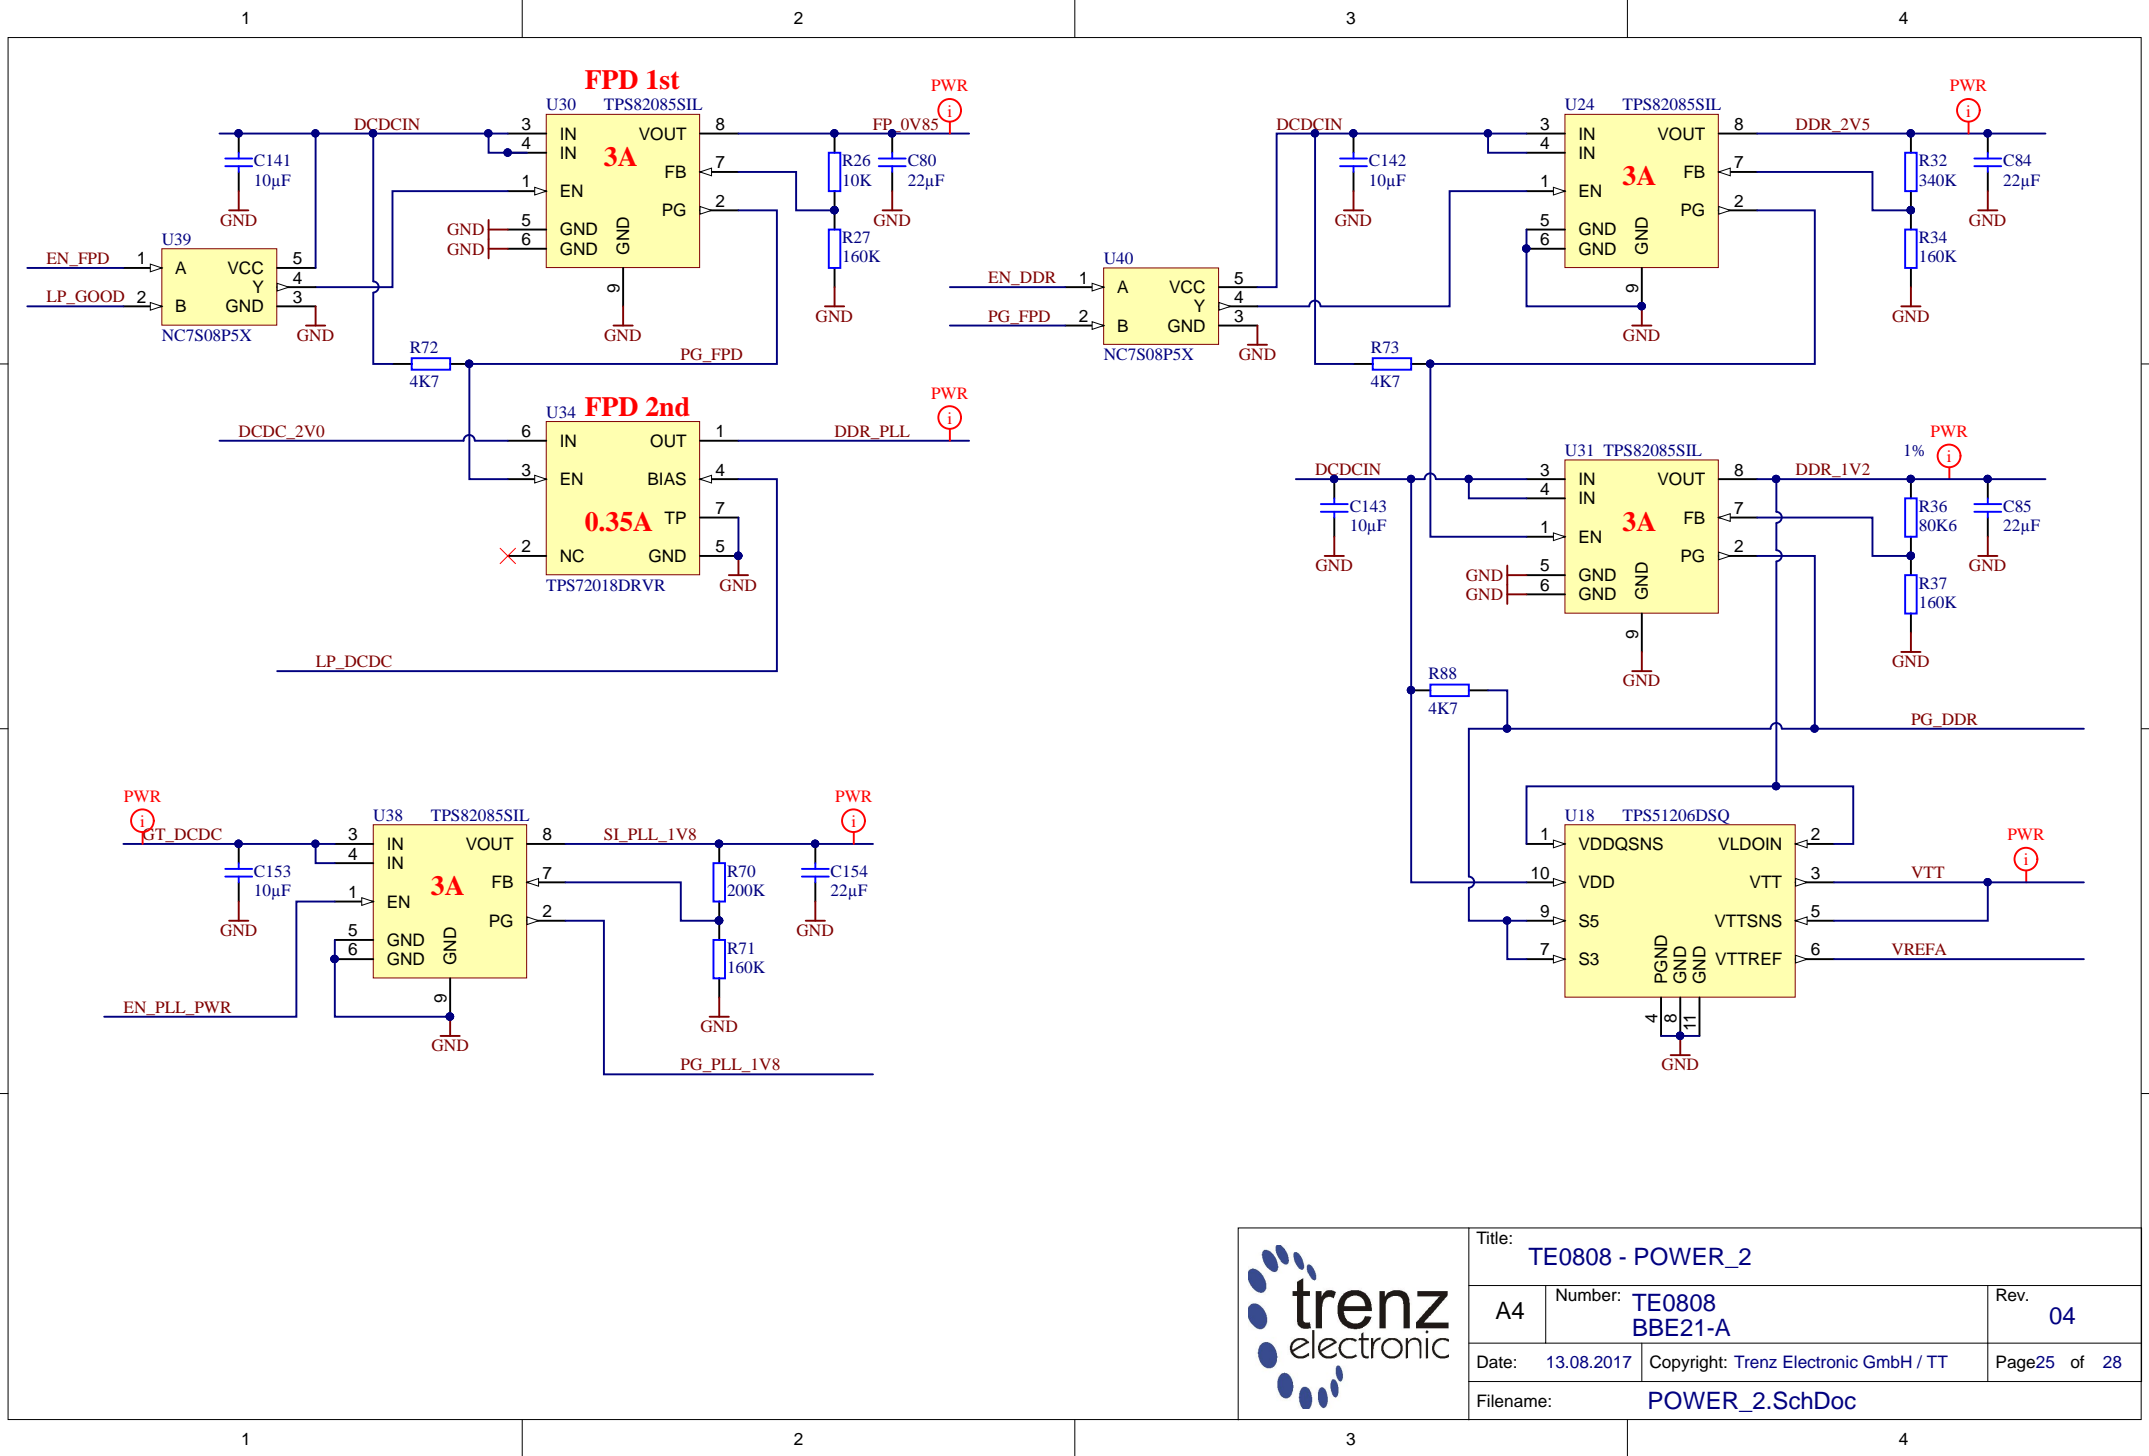 1 2 3 4
FPD 1st
U30 TPS82085SIL
PWR
DCDCIN
3 IN VOUT 8
FP_0V85
4 IN
3A
C141
10µF
GND
FB 7
R26
10K
C80
22µF
GND
1 EN
PG 2
GND 5 GND
GND 6 GND
GND
9
GND
R27
160K
GND
U39
EN_FPD 1 A VCC 5
Y 4
LP_GOOD 2 B GND 3
NC7S08P5X
GND
R72
4K7
PG_FPD
U34 FPD 2nd
PWR
DCDC_2V0 6 IN OUT 1 DDR_PLL
3 EN BIAS 4
0.35A TP 7
2 NC GND 5
TPS72018DRVR
GND
LP_DCDC
PWR
GT_DCDC
U38 TPS82085SIL
3 IN VOUT 8 SI_PLL_1V8
PWR
4 IN
C153
10µF
GND
3A
FB 7
R70
200K
C154
22µF
GND
1 EN
PG 2
5 GND
6 GND
GND
9
GND
R71
160K
GND
EN_PLL_PWR
PG_PLL_1V8
U24 TPS82085SIL
PWR
DCDCIN
3 IN VOUT 8 DDR_2V5
4 IN
C142
10µF
GND
3A
FB 7
R32
340K
C84
22µF
GND
1 EN
PG 2
5 GND
6 GND
GND
9
GND
R34
160K
GND
U40
EN_DDR 1 A VCC 5
Y 4
PG_FPD 2 B GND 3
NC7S08P5X
GND
R73
4K7
U31 TPS82085SIL
1%
PWR
DCDCIN
3 IN VOUT 8 DDR_1V2
4 IN
C143
10µF
GND
3A
FB 7
R36
80K6
C85
22µF
GND
1 EN
PG 2
GND 5 GND
GND 6 GND
GND
9
GND
R37
160K
GND
R88
4K7
PG_DDR
U18 TPS51206DSQ
1 VDDQSNS VLDOIN 2
PWR
10 VDD VTT 3 VTT
9 S5 VTTSNS 5
7 S3 VTTREF 6 VREFA
PGND
GND
GND
4
8
11
GND
trenz
electronic
Title:
TE0808 - POWER_2
A4
Number: TE0808
BBE21-A
Rev.
04
Date: 13.08.2017
Copyright: Trenz Electronic GmbH / TT
Page25 of 28
Filename: POWER_2.SchDoc
1 2 3 4